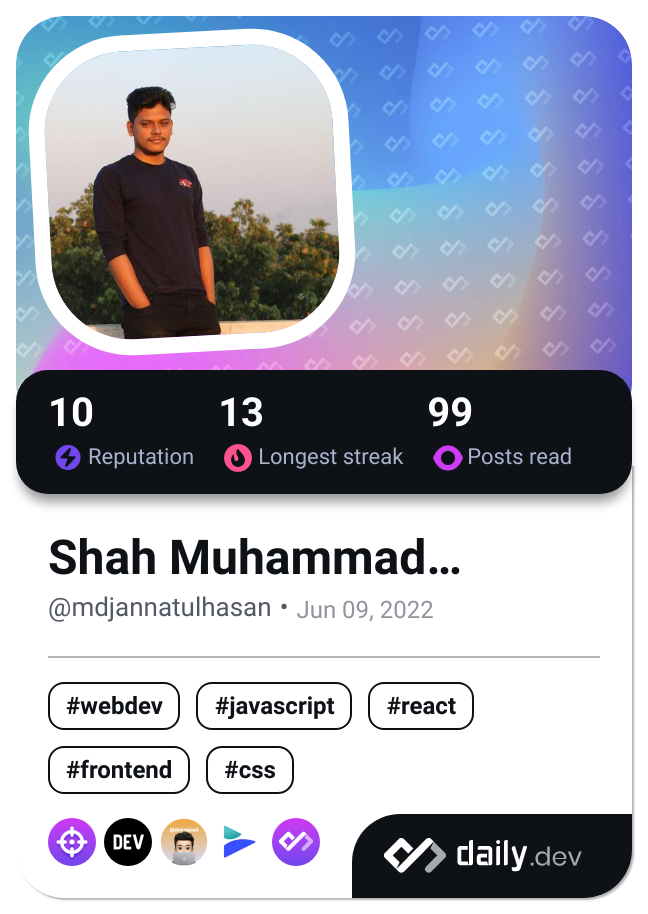 10 13 99
Reputation Longest streak Posts read
Shah Muhammad...
@mdjannatulhasan • Jun 09, 2022
#webdev #javascript #react
#frontend #css
DEV
daily.dev